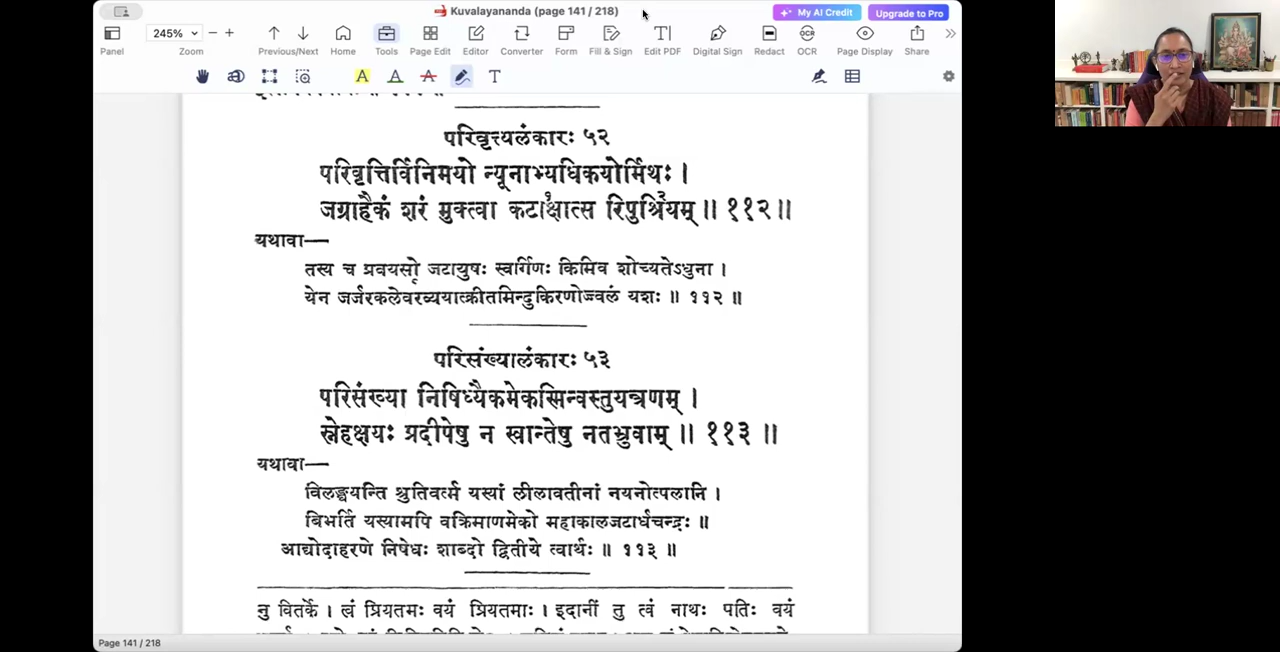 Kuvalayananda (page 141 / 218)
My AI Credit
Upgrade to Pro
245%
Panel
Zoom
Previous/Next
Home
Tools
Page Edit
Editor
Converter
Form
Fill & Sign
Edit PDF
Digital Sign
Redact
OCR
Page Display
Share
परिवृत्त्यलंकारः ५२
परिवृत्तिर्विनिमयो न्यूनाभ्यधिकयोर्मिथः ।
जग्राहैकं शरं मुक्त्वा कटाक्षात्स रिपुश्रियम् ॥ ११२ ॥
यथावा—
तस्य च प्रवयसो जटायुषः स्वर्गिणः किमिव शोच्यतेऽधुना ।
येन जर्जरकलेवरव्ययात्क्रीतमिन्दुकिरणोज्वलं यशः ॥ ११२ ॥
परिसंख्यालंकारः ५३
परिसंख्या निषिध्यैकमेकस्मिन्वस्तुयन्त्रणम् ।
स्नेहक्षयः प्रदीपेषु न स्वान्तेषु नतभ्रुवाम् ॥ ११३ ॥
यथावा—
विलङ्घयन्ति श्रुतिवर्त्म यस्यां लीलावतीनां नयनोत्पलानि ।
बिभर्ति यस्यामपि वक्रिमाणमेको महाकालजटार्धचन्द्रः ॥
आद्योदाहरणे निषेधः शाब्दो द्वितीये त्वार्थः ॥ ११३ ॥
नु वितर्के । त्वं प्रियतमः वयं प्रियतमाः । इदानीं तु त्वं नाथः पतिः वयं
Page 141 / 218